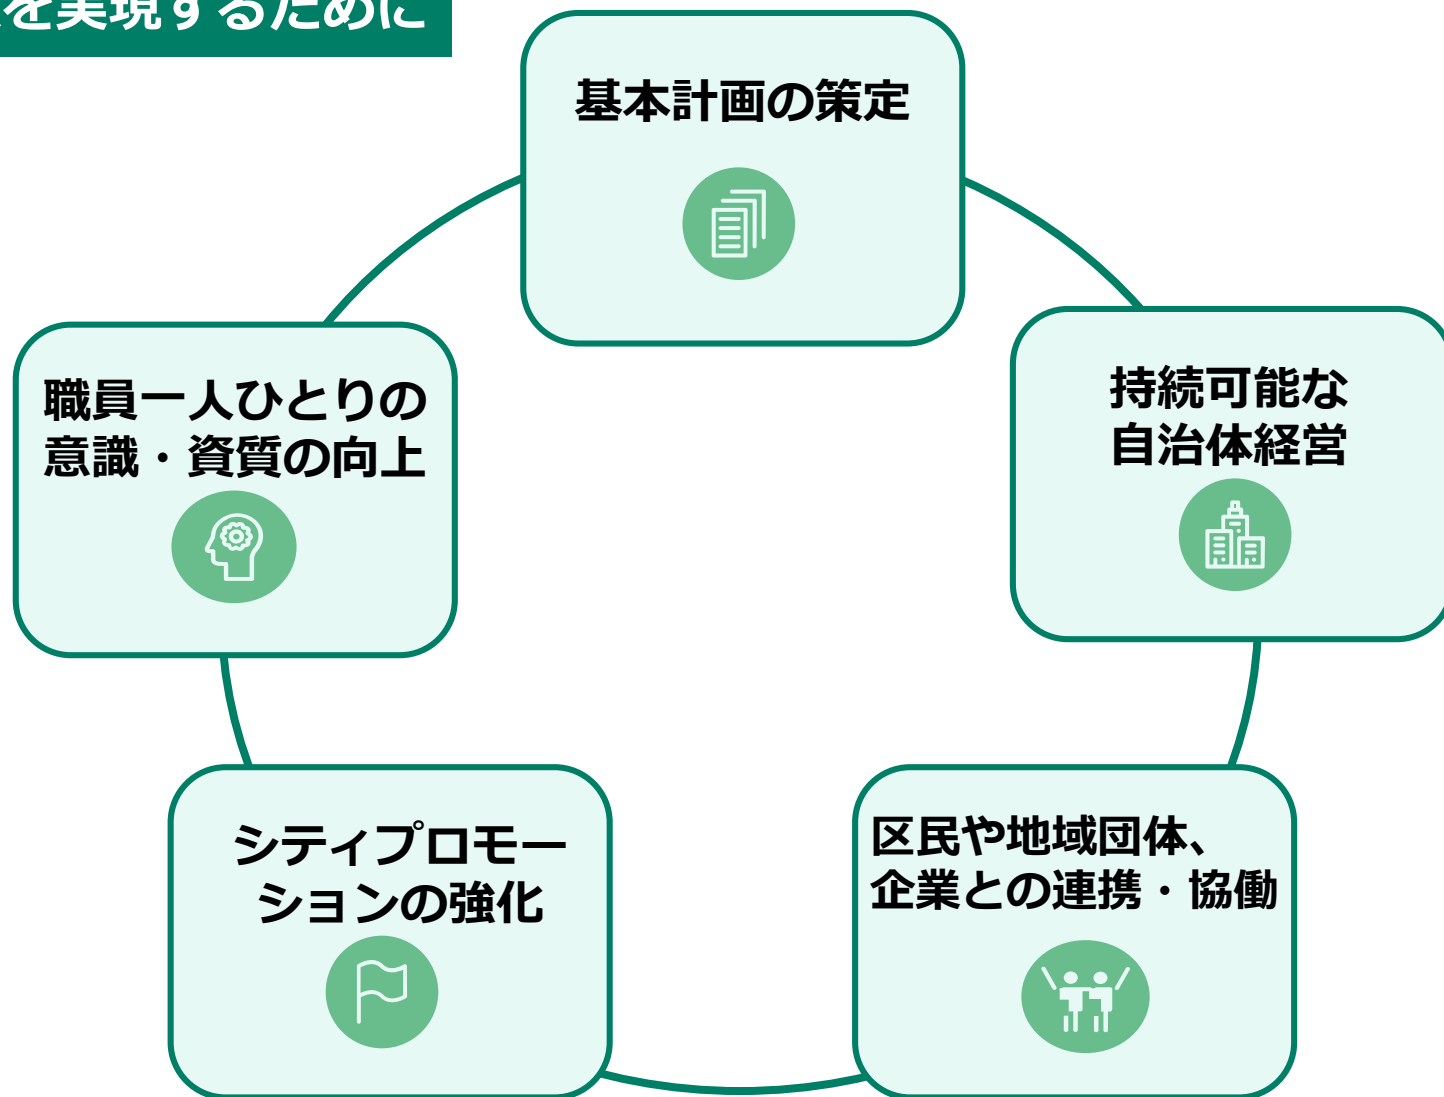 を実現するために
基本計画の策定
職員一人ひとりの
意識・資質の向上
持続可能な
自治体経営
シティプロモー
ションの強化
区民や地域団体、
企業との連携・協働